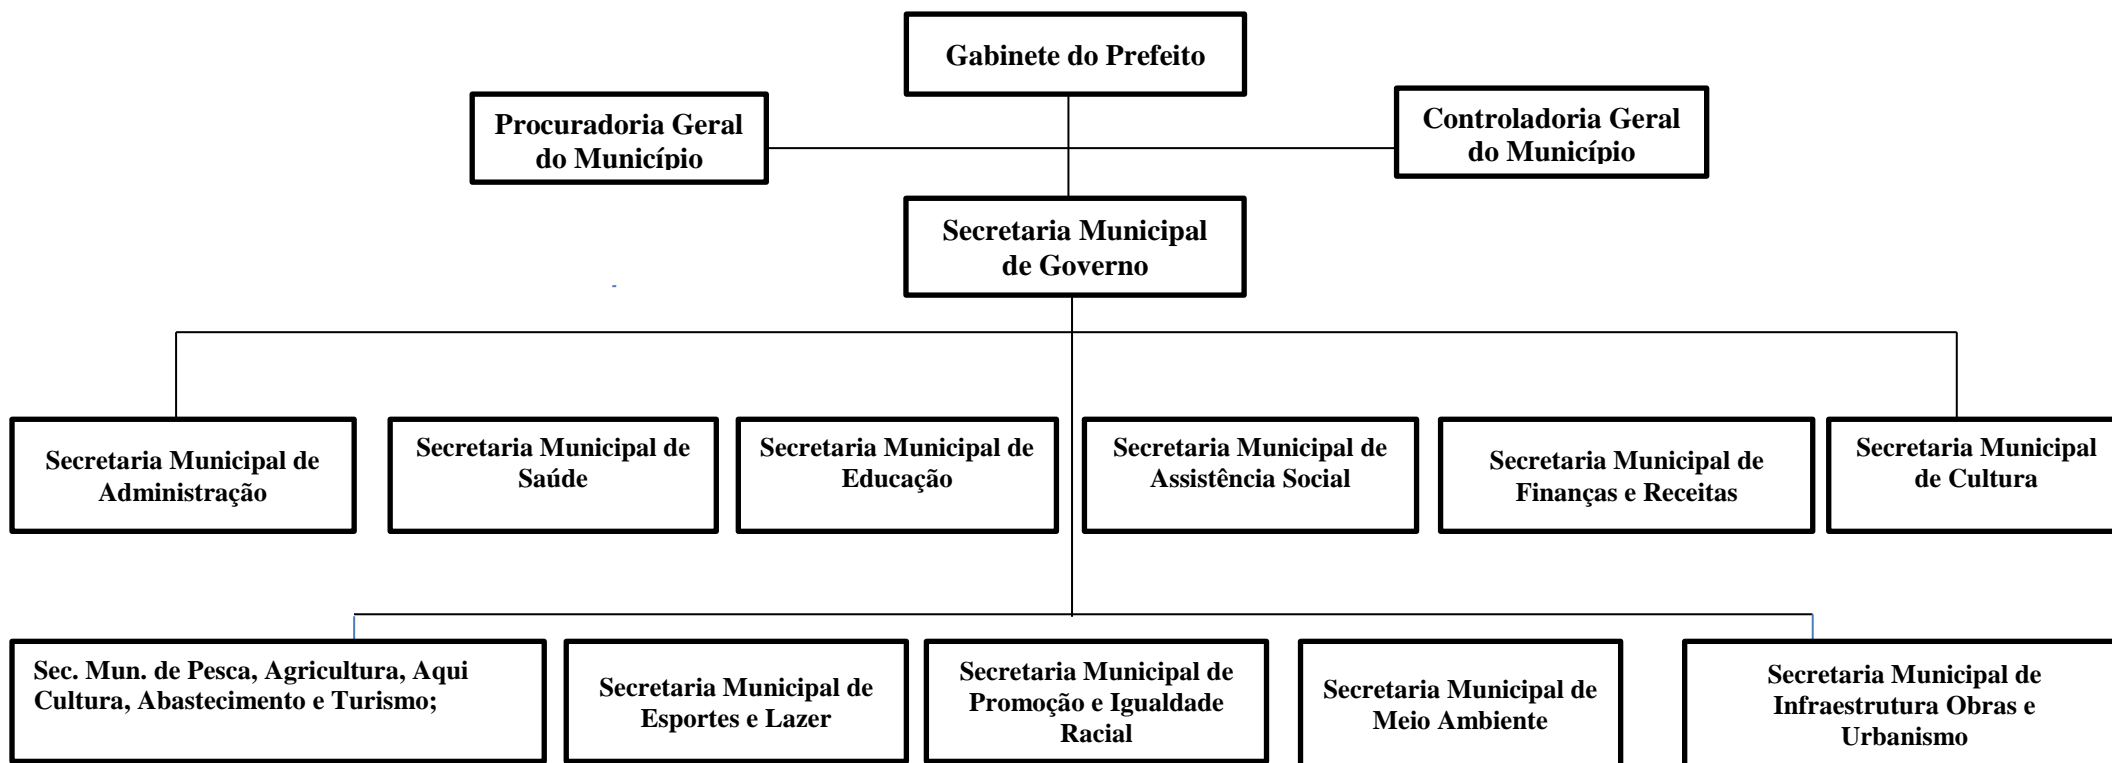 Gabinete do Prefeito
Procuradoria Geral
do Município
Controladoria Geral
do Município
Secretaria Municipal
de Governo
Secretaria Municipal de
Administração
Secretaria Municipal de
Saúde
Secretaria Municipal de
Educação
Secretaria Municipal de
Assistência Social
Secretaria Municipal de
Finanças e Receitas
Secretaria Municipal
de Cultura
Sec. Mun. de Pesca, Agricultura, Aqui
Cultura, Abastecimento e Turismo;
Secretaria Municipal de
Esportes e Lazer
Secretaria Municipal de
Promoção e Igualdade
Racial
Secretaria Municipal de
Meio Ambiente
Secretaria Municipal de
Infraestrutura Obras e
Urbanismo